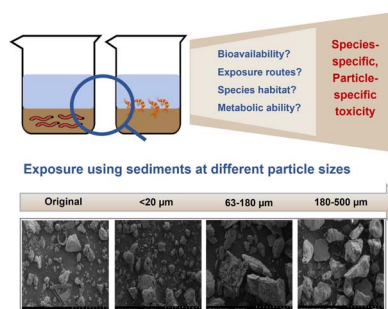 Bioavailability?
Exposure routes?
Species habitat?
Metabolic ability?
Species-
specific,
Particle-
specific
toxicity
Exposure using sediments at different particle sizes
Original <20 µm 63-180 µm 180-500 µm